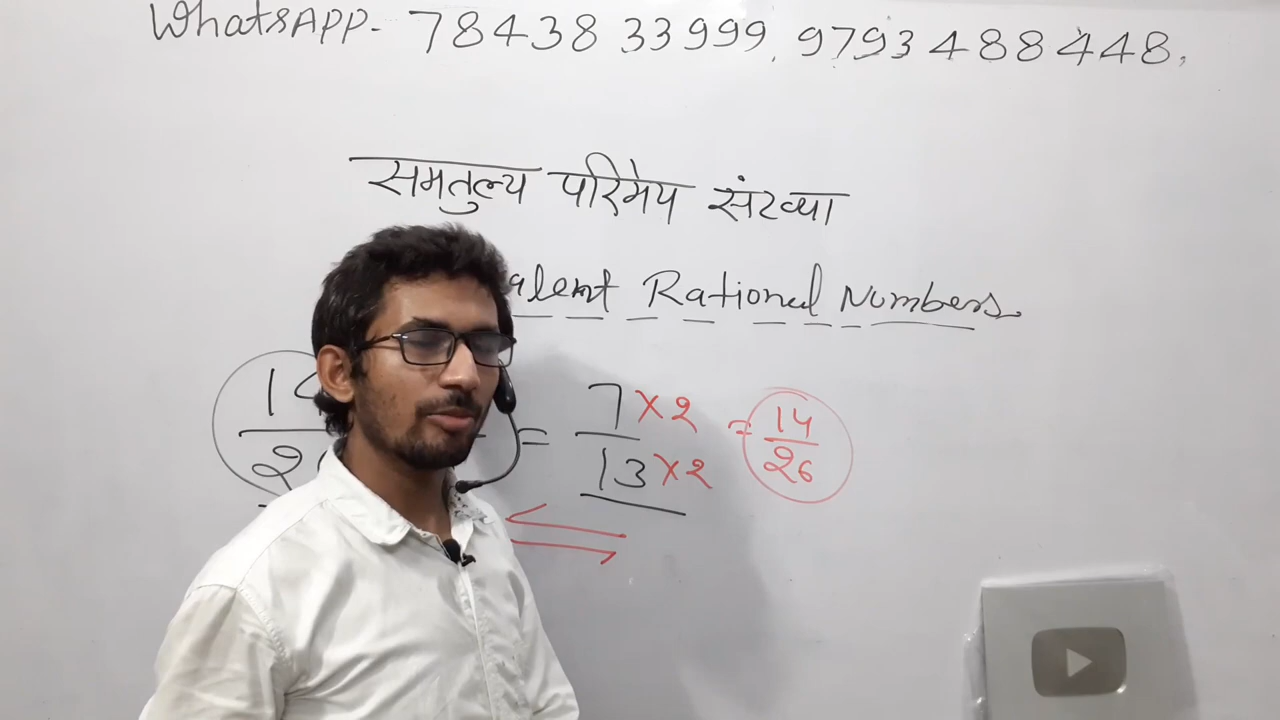 WhatsAPP- 7843833999, 9793488448,
समतुल्य परिमेय संख्या
Rational Numbers
= 7×2 = 14
13×2 26